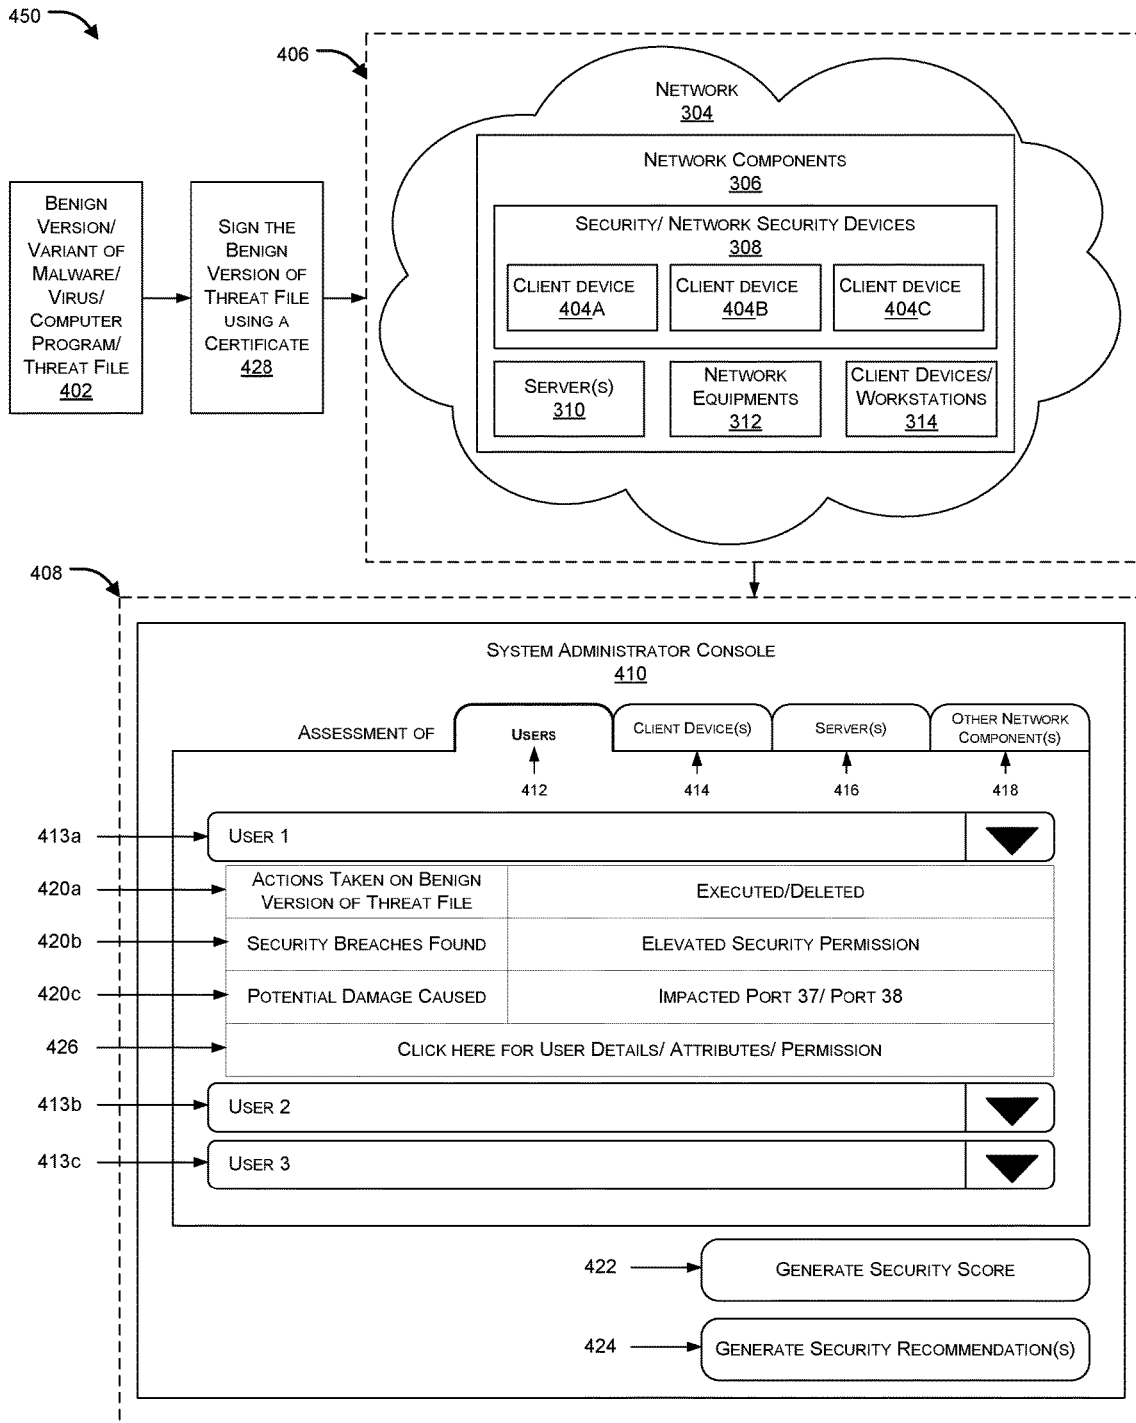 450
406
NETWORK
304
NETWORK COMPONENTS
306
SECURITY/ NETWORK SECURITY DEVICES
308
CLIENT DEVICE
404A
CLIENT DEVICE
404B
CLIENT DEVICE
404C
SERVER(S)
310
NETWORK
EQUIPMENTS
312
CLIENT DEVICES/
WORKSTATIONS
314
BENIGN
VERSION/
VARIANT OF
MALWARE/
VIRUS/
COMPUTER
PROGRAM/
THREAT FILE
402
SIGN THE
BENIGN
VERSION OF
THREAT FILE
USING A
CERTIFICATE
428
408
SYSTEM ADMINISTRATOR CONSOLE
410
ASSESSMENT OF
USERS
CLIENT DEVICE(S)
SERVER(S)
OTHER NETWORK
COMPONENT(S)
412
414
416
418
413a
USER 1
420a
ACTIONS TAKEN ON BENIGN
VERSION OF THREAT FILE
EXECUTED/DELETED
420b
SECURITY BREACHES FOUND
ELEVATED SECURITY PERMISSION
420c
POTENTIAL DAMAGE CAUSED
IMPACTED PORT 37/ PORT 38
426
CLICK HERE FOR USER DETAILS/ ATTRIBUTES/ PERMISSION
413b
USER 2
413c
USER 3
422
GENERATE SECURITY SCORE
424
GENERATE SECURITY RECOMMENDATION(S)